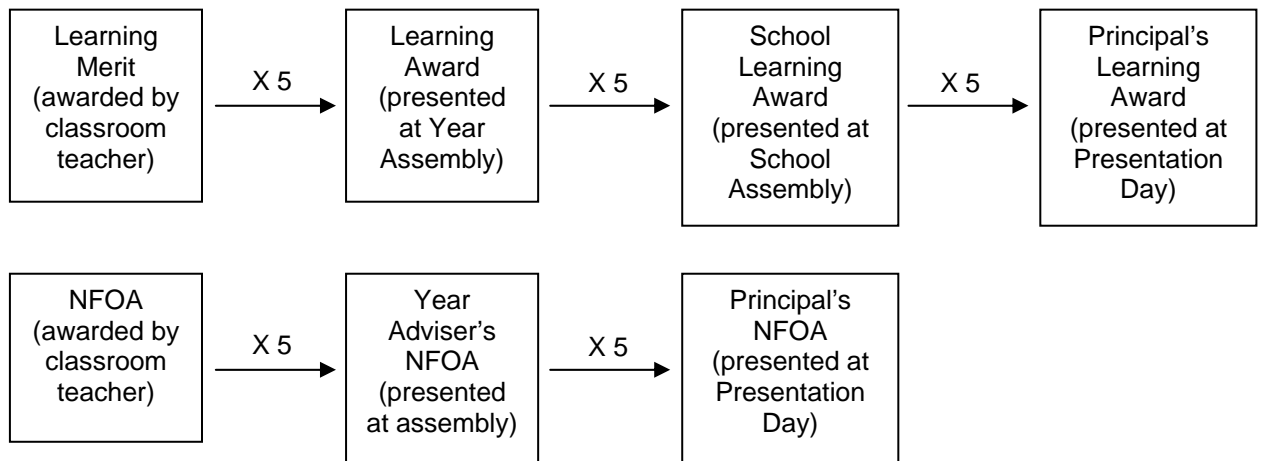 Learning
Merit
(awarded by
classroom
teacher)
X 5
Learning
Award
(presented
at Year
Assembly)
X 5
School
Learning
Award
(presented at
School
Assembly)
X 5
Principal's
Learning
Award
(presented at
Presentation
Day)
NFOA
(awarded by
classroom
teacher)
X 5
Year
Adviser's
NFOA
(presented
at assembly)
X 5
Principal's
NFOA
(presented at
Presentation
Day)